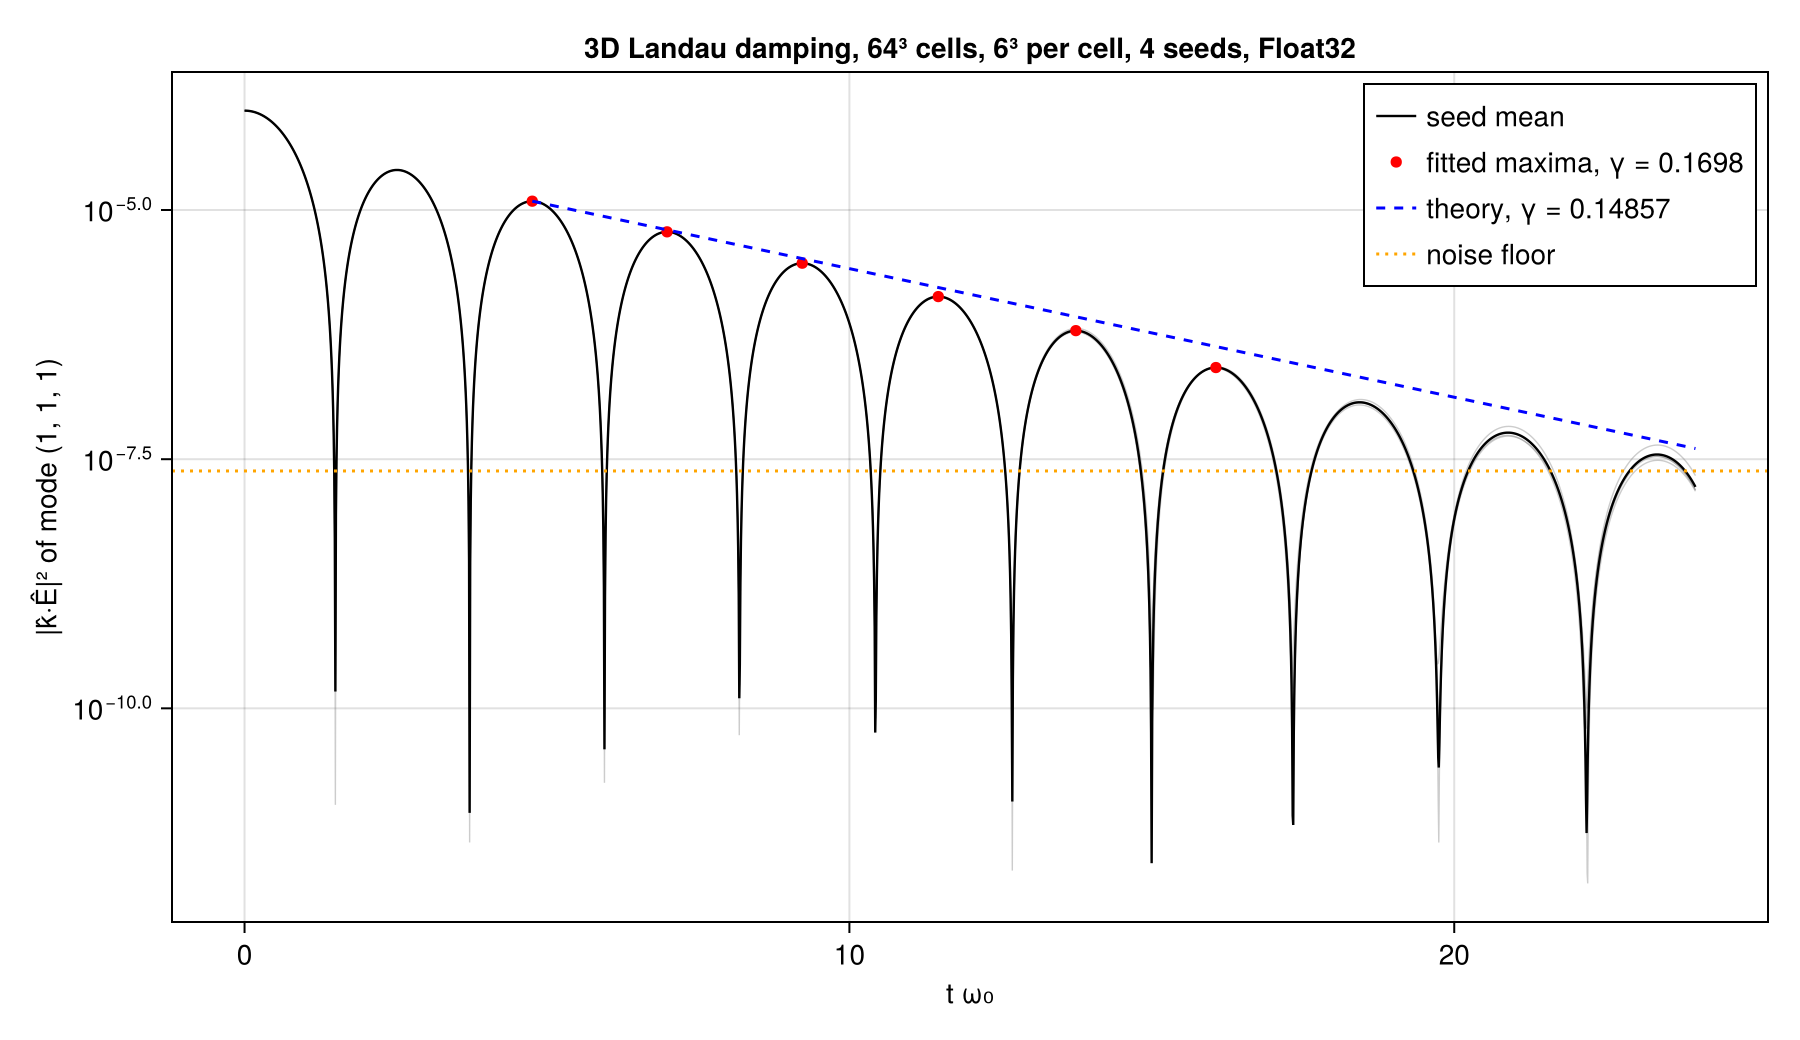 3D Landau damping, 64³ cells, 6³ per cell, 4 seeds, Float32
seed mean
fitted maxima, γ = 0.1698
theory, γ = 0.14857
noise floor
|k̂·Ê|² of mode (1, 1, 1)
10⁻⁵·⁰
10⁻⁷·⁵
10⁻¹⁰·⁰
0
10
20
t ω₀